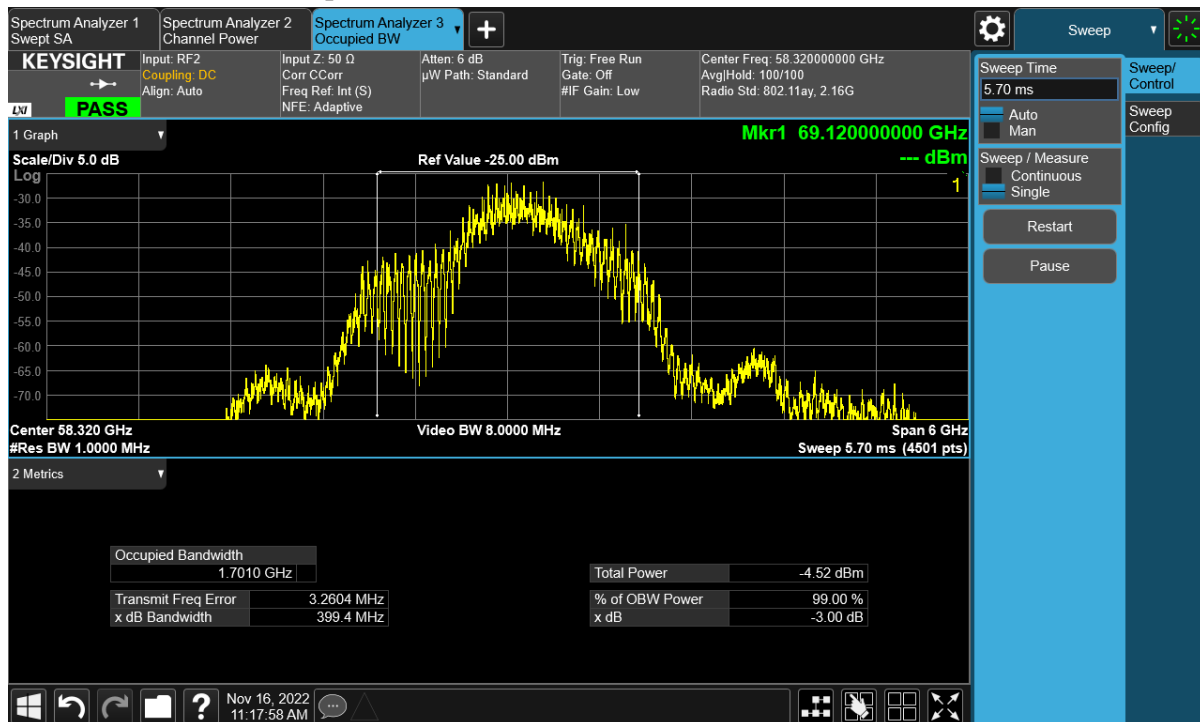 Spectrum Analyzer 1
Swept SA
Spectrum Analyzer 2
Channel Power
Spectrum Analyzer 3
Occupied BW
Sweep
KEYSIGHT
LXI
PASS
Input: RF2
Coupling: DC
Align: Auto
Input Z: 50 Ω
Corr CCorr
Freq Ref: Int (S)
NFE: Adaptive
Atten: 6 dB
µW Path: Standard
Trig: Free Run
Gate: Off
#IF Gain: Low
Center Freq: 58.320000000 GHz
Avg|Hold: 100/100
Radio Std: 802.11ay, 2.16G
Sweep Time
5.70 ms
Auto
Man
Sweep / Measure
Continuous
Single
Restart
Pause
Sweep/
Control
Sweep
Config
1 Graph
Mkr1 69.120000000 GHz
Scale/Div 5.0 dB
Ref Value -25.00 dBm
--- dBm
Log
1
-30.0
-35.0
-40.0
-45.0
-50.0
-55.0
-60.0
-65.0
-70.0
Center 58.320 GHz
Video BW 8.0000 MHz
Span 6 GHz
#Res BW 1.0000 MHz
Sweep 5.70 ms (4501 pts)
2 Metrics
Occupied Bandwidth
1.7010 GHz
Total Power -4.52 dBm
Transmit Freq Error 3.2604 MHz
% of OBW Power 99.00 %
x dB Bandwidth 399.4 MHz
x dB -3.00 dB
?
Nov 16, 2022
11:17:58 AM